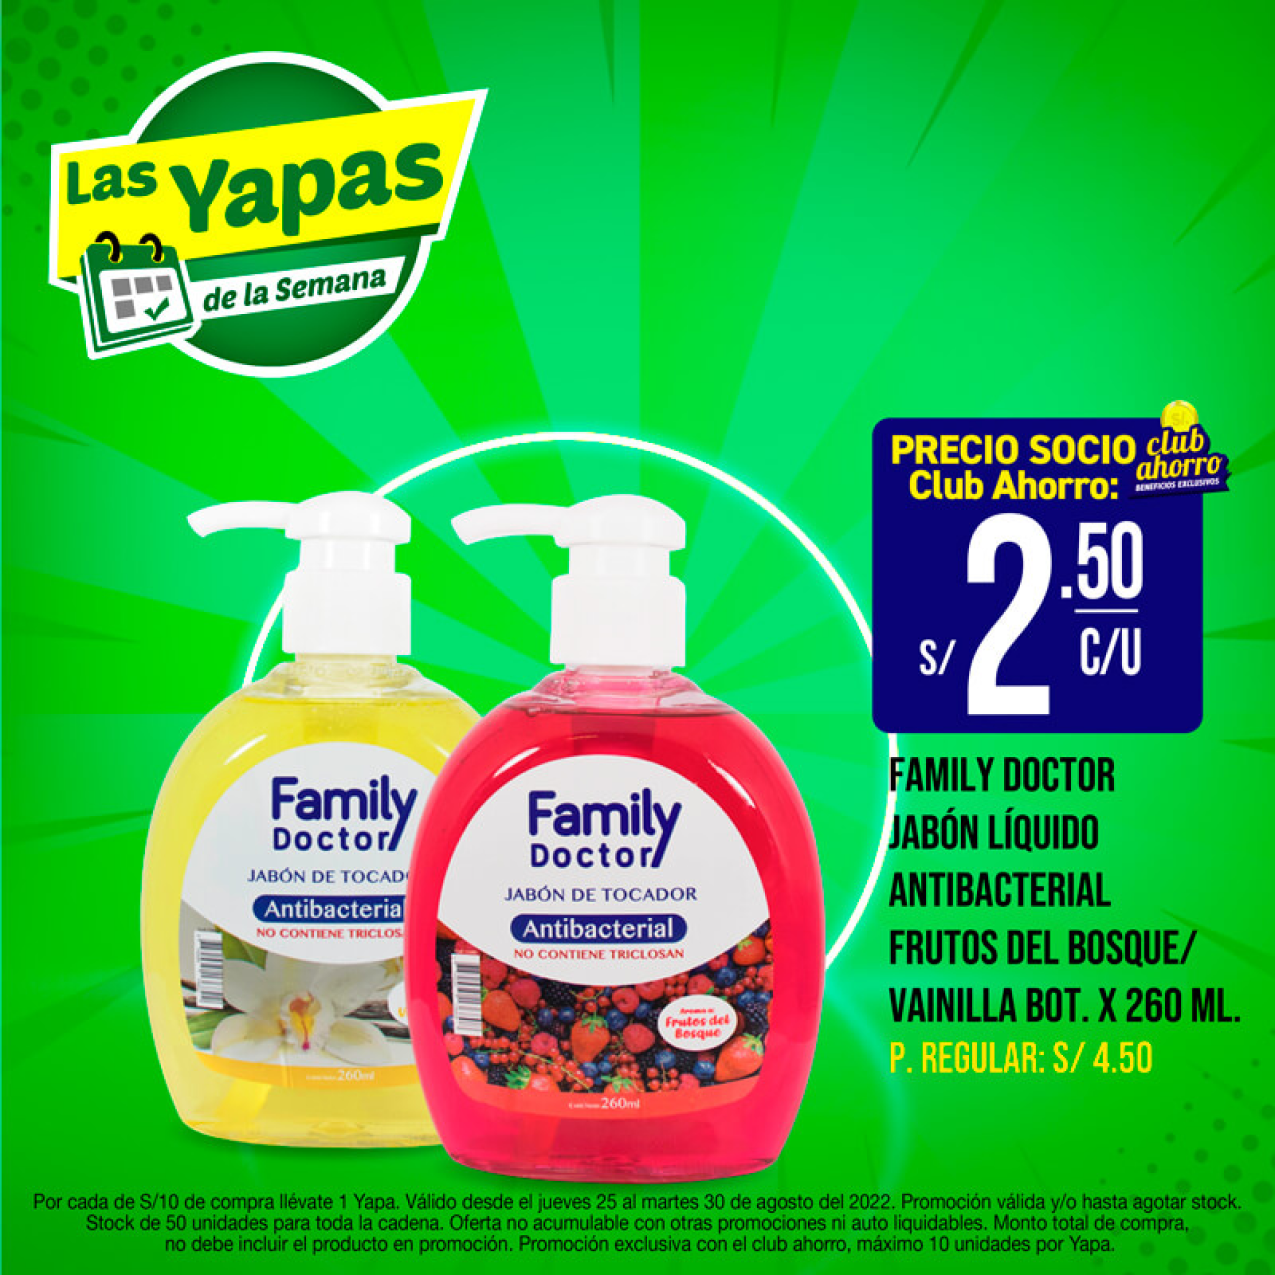 Las Yapas
de la Semana
PRECIO SOCIO
Club Ahorro:
S/.
club
ahorro
BENEFICIOS EXCLUSIVOS
S/ 2.50
C/U
FAMILY DOCTOR
JABÓN LÍQUIDO
ANTIBACTERIAL
FRUTOS DEL BOSQUE/
VAINILLA BOT. X 260 ML.
P. REGULAR: S/ 4.50
Family
Doctor
JABÓN DE TOCADO
Antibacteria
NO CONTIENE TRICLOS
260ml
Family
Doctor
JABÓN DE TOCADOR
Antibacterial
NO CONTIENE TRICLOSAN
Aroma a:
Frutos del
Bosque
260ml
Por cada de S/10 de compra llévate 1 Yapa. Válido desde el jueves 25 al martes 30 de agosto del 2022. Promoción válida y/o hasta agotar stock.
Stock de 50 unidades para toda la cadena. Oferta no acumulable con otras promociones ni auto liquidables. Monto total de compra,
no debe incluir el producto en promoción. Promoción exclusiva con el club ahorro, máximo 10 unidades por Yapa.